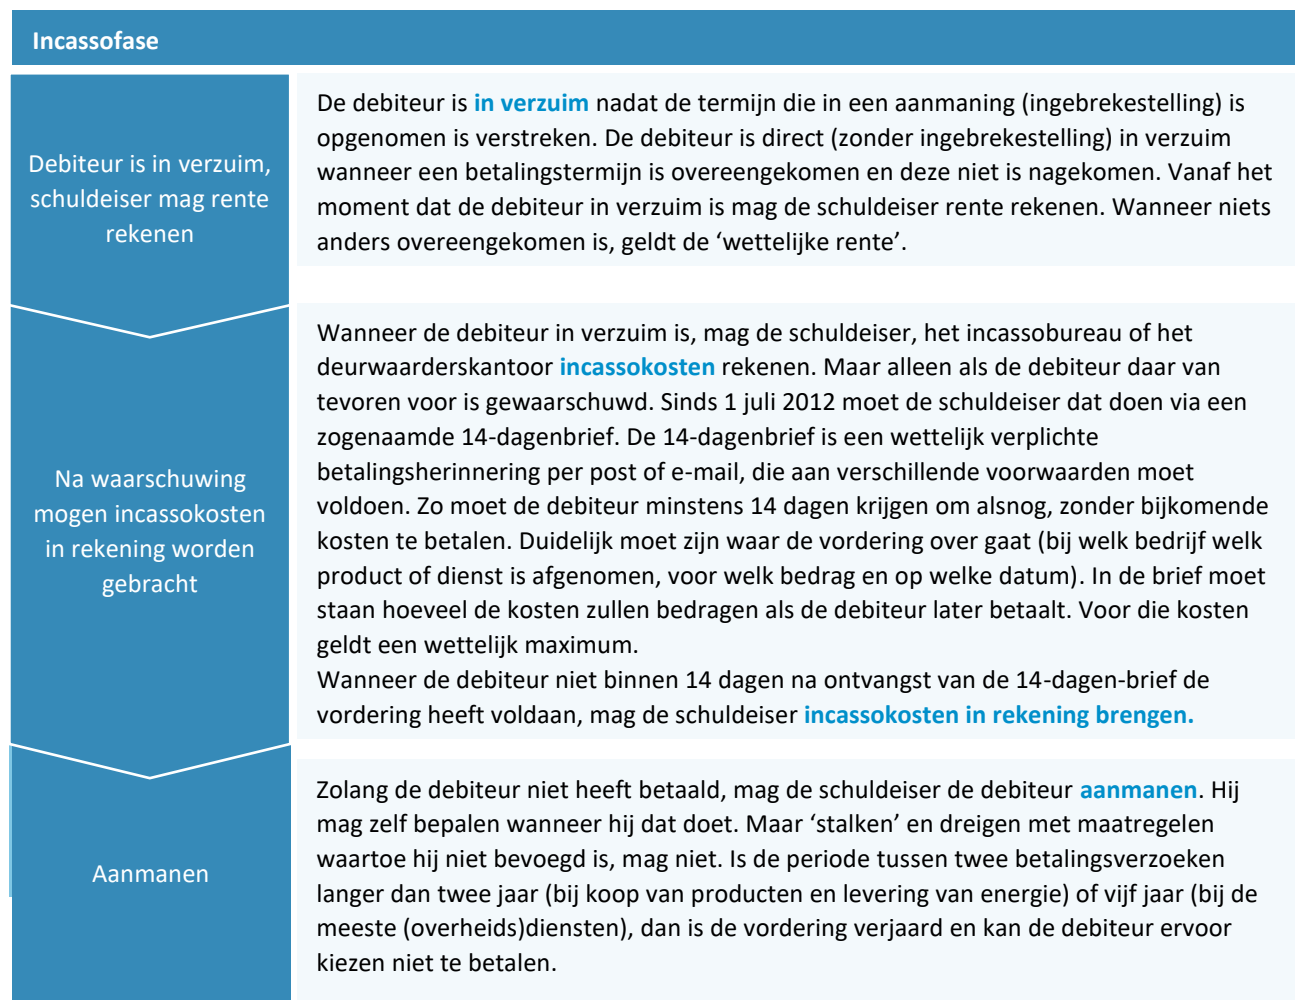 Incassofase
Debiteur is in verzuim,
schuldeiser mag rente
rekenen
De debiteur is in verzuim nadat de termijn die in een aanmaning (ingebrekestelling) is
opgenomen is verstreken. De debiteur is direct (zonder ingebrekestelling) in verzuim
wanneer een betalingstermijn is overeengekomen en deze niet is nagekomen. Vanaf het
moment dat de debiteur in verzuim is mag de schuldeiser rente rekenen. Wanneer niets
anders overeengekomen is, geldt de ‘wettelijke rente’.
Na waarschuwing
mogen incassokosten
in rekening worden
gebracht
Wanneer de debiteur in verzuim is, mag de schuldeiser, het incassobureau of het
deurwaarderskantoor incassokosten rekenen. Maar alleen als de debiteur daar van
tevoren voor is gewaarschuwd. Sinds 1 juli 2012 moet de schuldeiser dat doen via een
zogenaamde 14-dagenbrief. De 14-dagenbrief is een wettelijk verplichte
betalingsherinnering per post of e-mail, die aan verschillende voorwaarden moet
voldoen. Zo moet de debiteur minstens 14 dagen krijgen om alsnog, zonder bijkomende
kosten te betalen. Duidelijk moet zijn waar de vordering over gaat (bij welk bedrijf welk
product of dienst is afgenomen, voor welk bedrag en op welke datum). In de brief moet
staan hoeveel de kosten zullen bedragen als de debiteur later betaalt. Voor die kosten
geldt een wettelijk maximum.
Wanneer de debiteur niet binnen 14 dagen na ontvangst van de 14-dagen-brief de
vordering heeft voldaan, mag de schuldeiser incassokosten in rekening brengen.
Aanmanen
Zolang de debiteur niet heeft betaald, mag de schuldeiser de debiteur aanmanen. Hij
mag zelf bepalen wanneer hij dat doet. Maar ‘stalken’ en dreigen met maatregelen
waartoe hij niet bevoegd is, mag niet. Is de periode tussen twee betalingsverzoeken
langer dan twee jaar (bij koop van producten en levering van energie) of vijf jaar (bij de
meeste (overheids)diensten), dan is de vordering verjaard en kan de debiteur ervoor
kiezen niet te betalen.